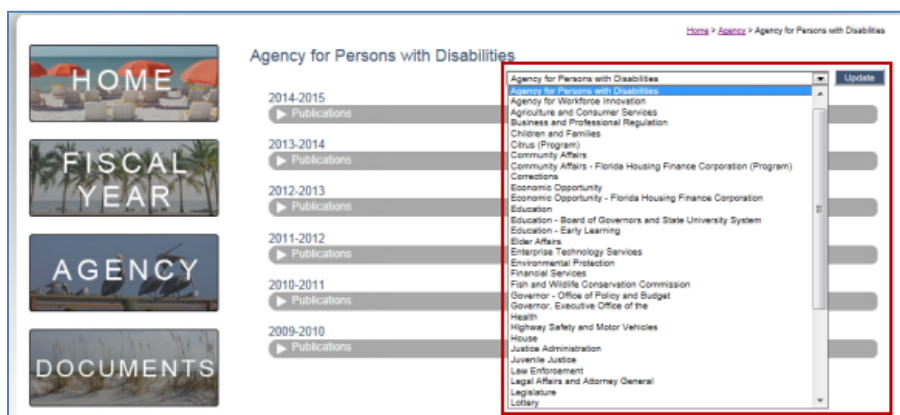 Home > Agency > Agency for Persons with Disabilities
HOME
FISCAL
YEAR
AGENCY
DOCUMENTS
Agency for Persons with Disabilities
2014-2015
Publications
2013-2014
Publications
2012-2013
Publications
2011-2012
Publications
2010-2011
Publications
2009-2010
Publications
Agency for Persons with Disabilities
Update
Agency for Persons with Disabilities
Agency for Workforce Innovation
Agriculture and Consumer Services
Business and Professional Regulation
Children and Families
Citrus (Program)
Community Affairs
Community Affairs - Florida Housing Finance Corporation (Program)
Corrections
Economic Opportunity
Economic Opportunity - Florida Housing Finance Corporation
Education
Education - Board of Governors and State University System
Education - Early Learning
Elder Affairs
Enterprise Technology Services
Environmental Protection
Financial Services
Fish and Wildlife Conservation Commission
Governor - Office of Policy and Budget
Governor, Executive Office of the
Health
Highway Safety and Motor Vehicles
House
Justice Administration
Juvenile Justice
Law Enforcement
Legal Affairs and Attorney General
Legislature
Lottery